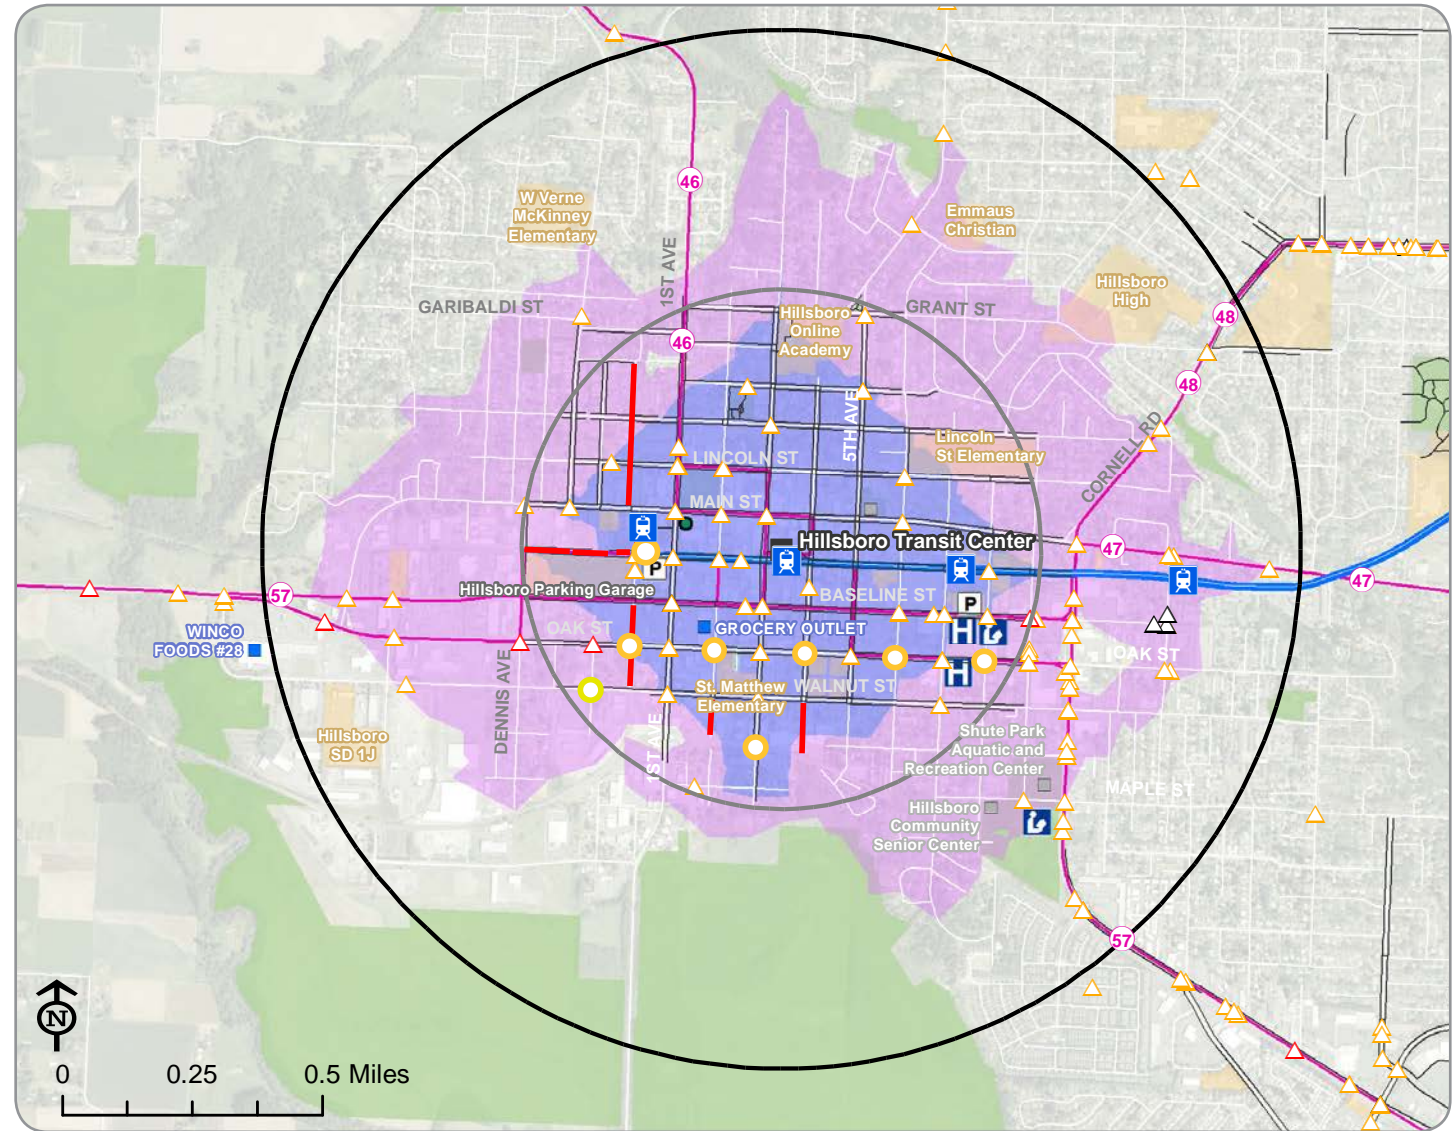 46
W Verne
McKinney
Elementary
Emmaus
Christian
1ST AVE
GARIBALDI ST
GRANT ST
Hillsboro
High
48
Hillsboro
Online
Academy
46
48
5TH AVE
CORNELL RD
Lincoln
St Elementary
LINCOLN ST
MAIN ST
Hillsboro Transit Center
47
47
P
Hillsboro Parking Garage
BASELINE ST
57
P
OAK ST
GROCERY OUTLET
H
WINCO
FOODS #28
OAK ST
H
DENNIS AVE
St. Matthew
Elementary
WALNUT ST
1ST AVE
Hillsboro
SD 1J
Shute Park
Aquatic and
Recreation Center
MAPLE ST
Hillsboro
Community
Senior Center
57
N
0 0.25 0.5 Miles